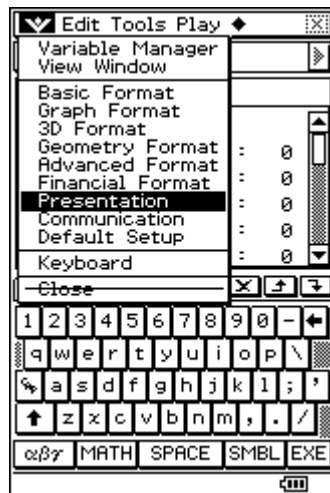 Edit Tools Play ◆
Variable Manager
View Window
Basic Format
Graph Format
3D Format
Geometry Format
Advanced Format
Financial Format
Presentation
Communication
Default Setup
Keyboard
Close
: 0
: 0
: 0
: 0
: 0
1 2 3 4 5 6 7 8 9 0 -
q w e r t y u i o p \
a s d f g h j k l ; '
z x c v b n m , . /
αβγ MATH SPACE SMBL EXE